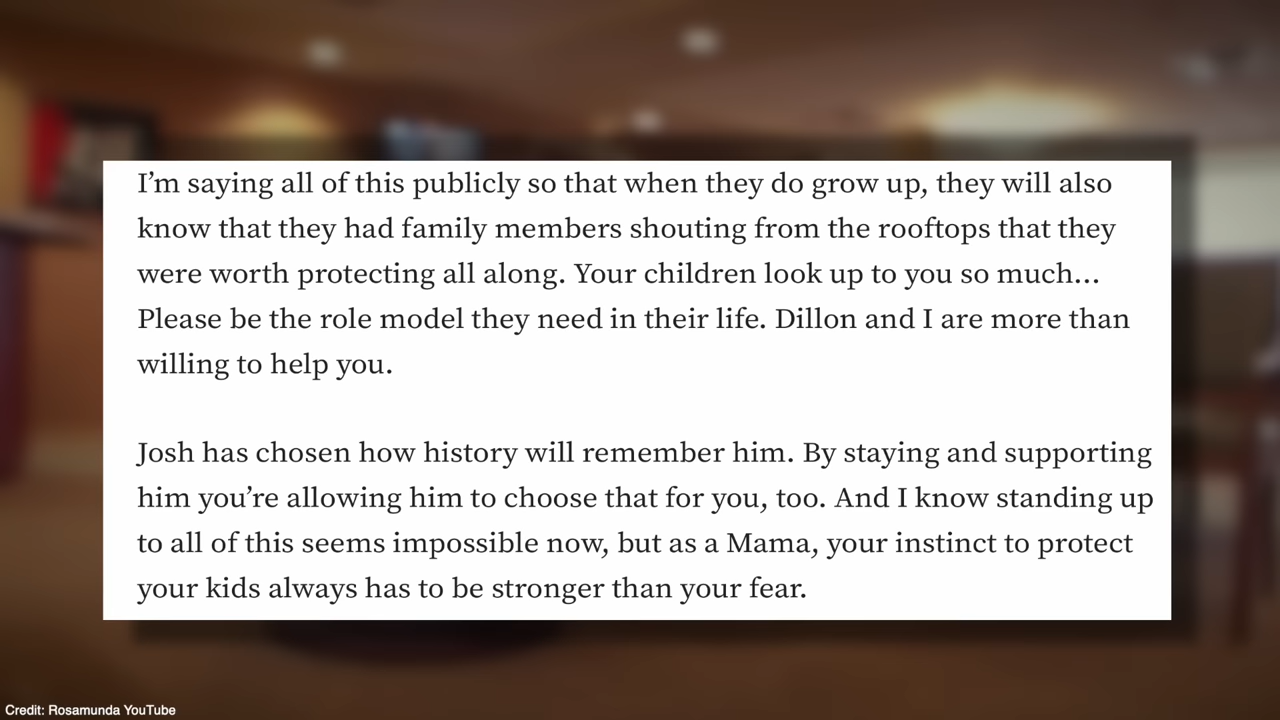 I’m saying all of this publicly so that when they do grow up, they will also
know that they had family members shouting from the rooftops that they
were worth protecting all along. Your children look up to you so much…
Please be the role model they need in their life. Dillon and I are more than
willing to help you.
Josh has chosen how history will remember him. By staying and supporting
him you’re allowing him to choose that for you, too. And I know standing up
to all of this seems impossible now, but as a Mama, your instinct to protect
your kids always has to be stronger than your fear.
Credit: Rosamunda YouTube